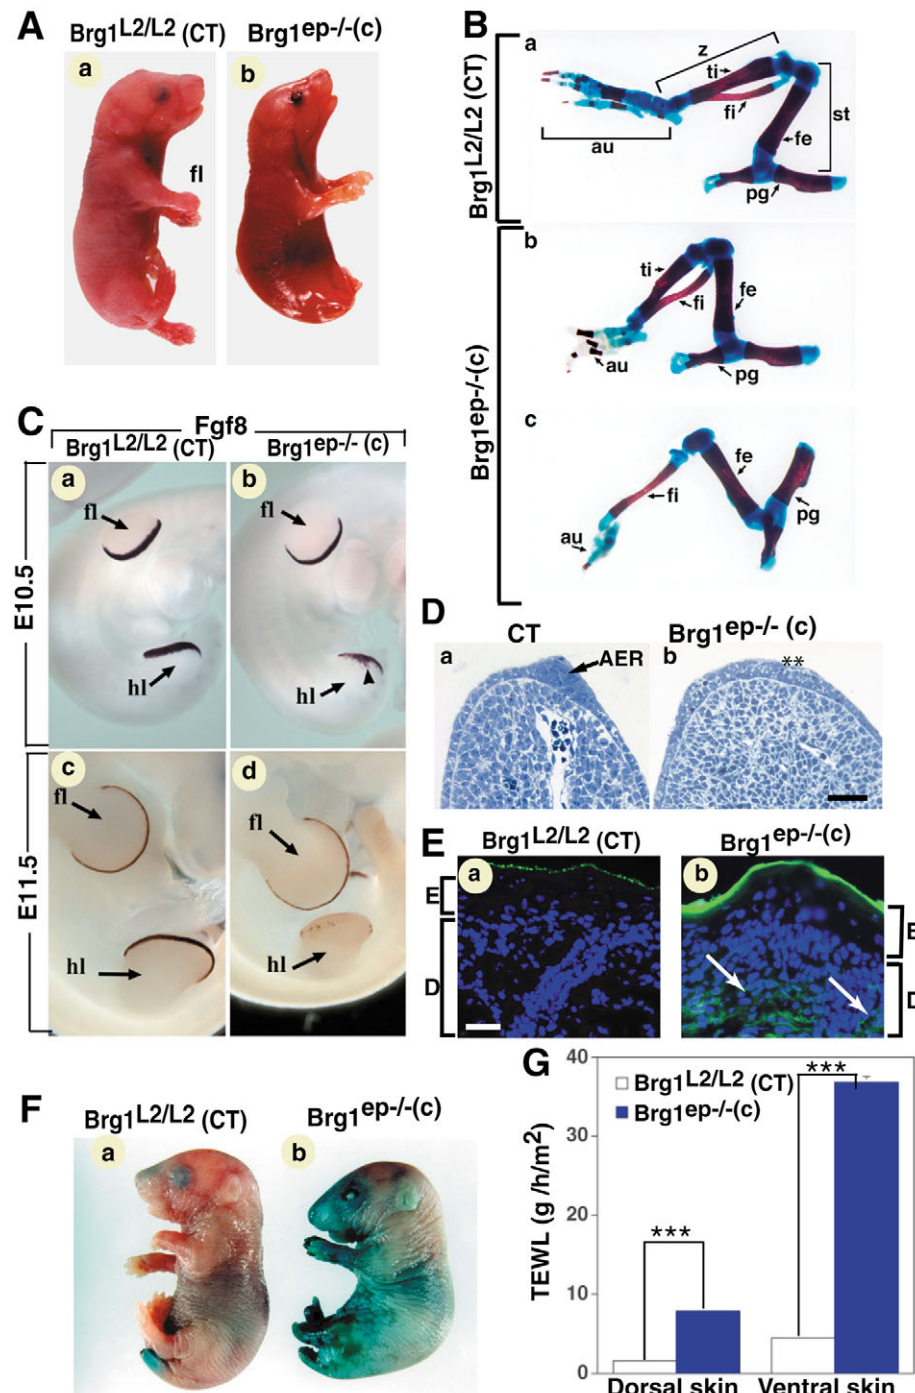 A
Brg1L2/L2 (CT)
Brg1ep-/-(c)
a
b
fl
B
Brg1L2/L2 (CT)
a
z
ti
fi
st
fe
au
pg
Brg1ep-/-(c)
b
ti
fi
fe
au
pg
c
fe
fi
pg
au
C
Fgf8
Brg1L2/L2 (CT)
Brg1ep-/- (c)
E10.5
a
b
fl
fl
hl
hl
E11.5
c
d
fl
fl
hl
hl
D
CT
Brg1ep-/- (c)
a
AER
b
**
E
Brg1L2/L2 (CT)
Brg1ep-/-(c)
a
b
E
D
E
D
F
Brg1L2/L2 (CT)
Brg1ep-/-(c)
a
b
G
TEWL (g /h/m2)
40
30
20
10
0
Brg1L2/L2 (CT)
Brg1ep-/-(c)
***
***
Dorsal skin
Ventral skin